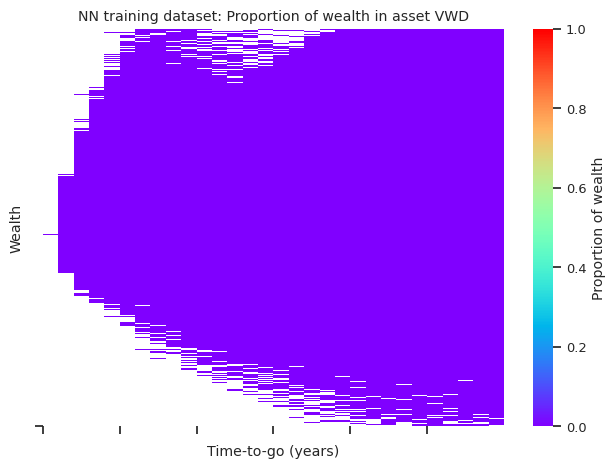 NN training dataset: Proportion of wealth in asset VWD
Wealth
Time-to-go (years)
1.0
0.8
0.6
0.4
0.2
0.0
Proportion of wealth